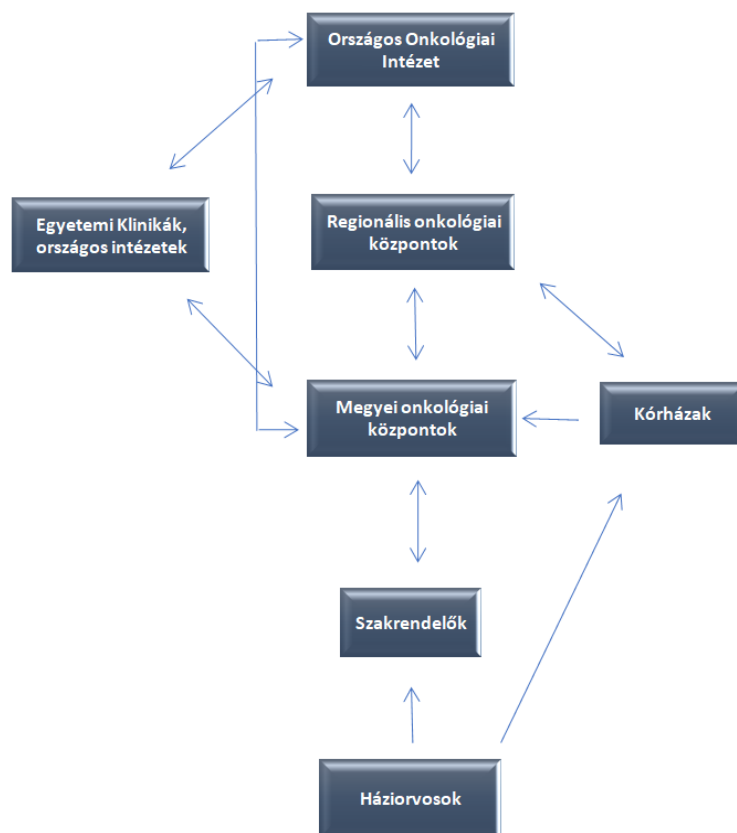 Országos Onkológiai
Intézet
Egyetemi Klinikák,
országos intézetek
Regionális onkológiai
központok
Megyei onkológiai
központok
Kórházak
Szakrendelők
Háziorvosok